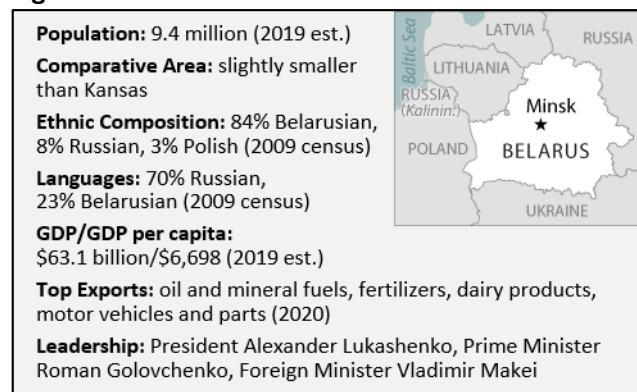 Population: 9.4 million (2019 est.)
Comparative Area: slightly smaller
than Kansas
Ethnic Composition: 84% Belarusian,
8% Russian, 3% Polish (2009 census)
Languages: 70% Russian,
23% Belarusian (2009 census)
GDP/GDP per capita:
$63.1 billion/$6,698 (2019 est.)
Top Exports: oil and mineral fuels, fertilizers, dairy products,
motor vehicles and parts (2020)
Leadership: President Alexander Lukashenko, Prime Minister
Roman Golovchenko, Foreign Minister Vladimir Makei
Baltic Sea
LATVIA
RUSSIA
LITHUANIA
RUSSIA
(Kalinin.)
Minsk
POLAND
BELARUS
UKRAINE